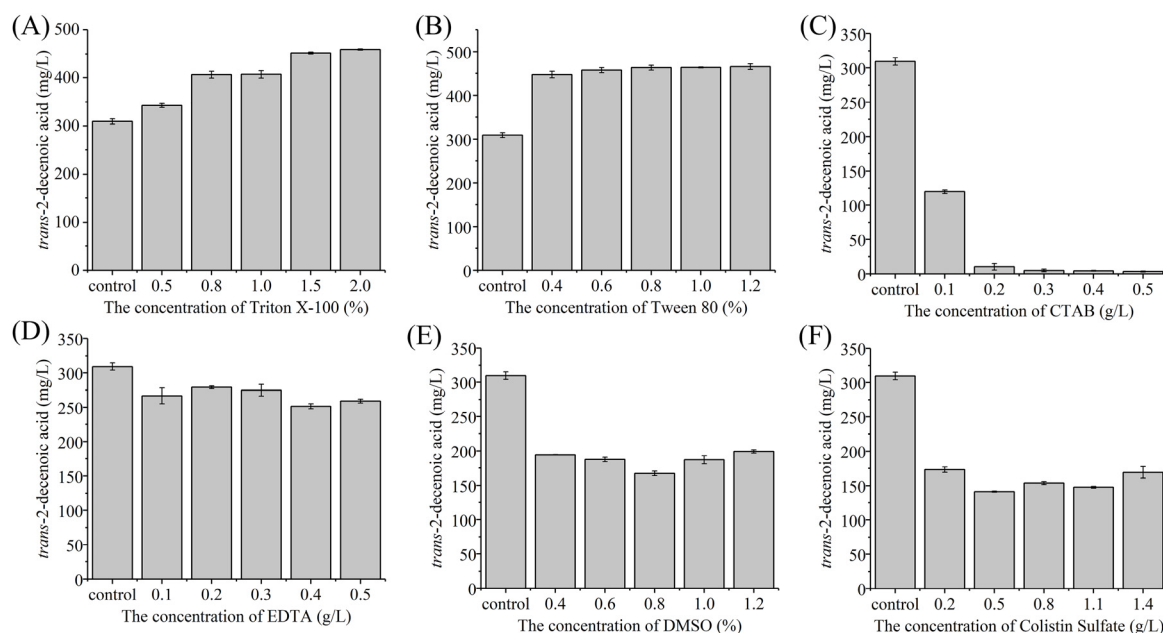 (A)
trans-2-decenoic acid (mg/L)
500
400
300
200
100
0
control 0.5 0.8 1.0 1.5 2.0
The concentration of Triton X-100 (%)
(B)
trans-2-decenoic acid (mg/L)
500
400
300
200
100
0
control 0.4 0.6 0.8 1.0 1.2
The concentration of Tween 80 (%)
(C)
trans-2-decenoic acid (mg/L)
350
300
250
200
150
100
50
0
control 0.1 0.2 0.3 0.4 0.5
The concentration of CTAB (g/L)
(D)
trans-2-decenoic acid (mg/L)
350
300
250
200
150
100
50
0
control 0.1 0.2 0.3 0.4 0.5
The concentration of EDTA (g/L)
(E)
trans-2-decenoic acid (mg/L)
350
300
250
200
150
100
50
0
control 0.4 0.6 0.8 1.0 1.2
The concentration of DMSO (%)
(F)
trans-2-decenoic acid (mg/L)
350
300
250
200
150
100
50
0
control 0.2 0.5 0.8 1.1 1.4
The concentration of Colistin Sulfate (g/L)